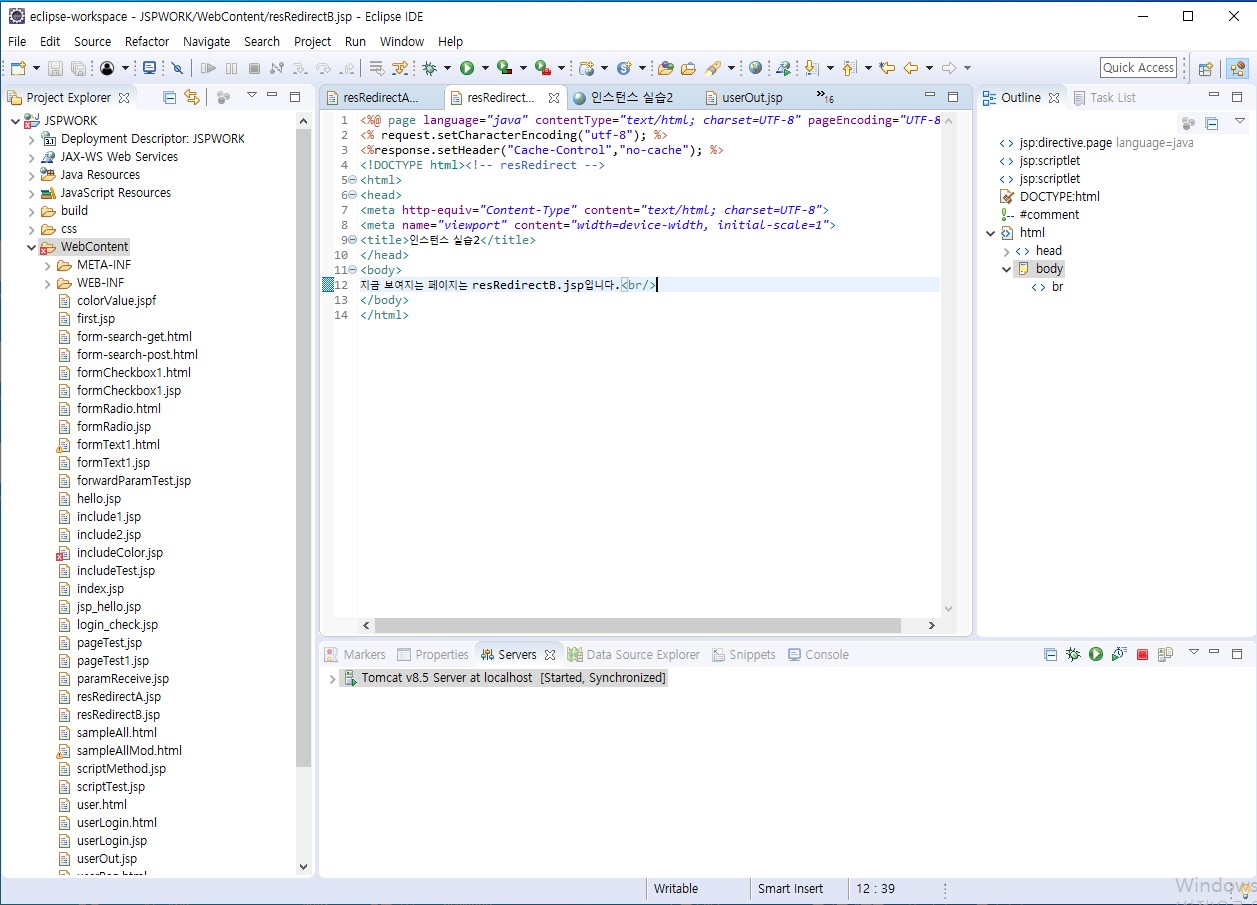 eclipse-workspace - JSPWORK/WebContent/resRedirectB.jsp - Eclipse IDE
File Edit Source Refactor Navigate Search Project Run Window Help
Quick Access
Project Explorer
JSPWORK
Deployment Descriptor: JSPWORK
JAX-WS Web Services
Java Resources
JavaScript Resources
build
css
WebContent
META-INF
WEB-INF
colorValue.jspf
first.jsp
form-search-get.html
form-search-post.html
formCheckbox1.html
formCheckbox1.jsp
formRadio.html
formRadio.jsp
formText1.html
formText1.jsp
forwardParamTest.jsp
hello.jsp
include1.jsp
include2.jsp
includeColor.jsp
includeTest.jsp
index.jsp
jsp_hello.jsp
login_check.jsp
pageTest.jsp
pageTest1.jsp
paramReceive.jsp
resRedirectA.jsp
resRedirectB.jsp
sampleAll.html
sampleAllMod.html
scriptMethod.jsp
scriptTest.jsp
user.html
userLogin.html
userLogin.jsp
userOut.jsp
resRedirectA... resRedirect... 인스턴스 실습2 userOut.jsp »16
1 <%@ page language="java" contentType="text/html; charset=UTF-8" pageEncoding="UTF-8
2 <% request.setCharacterEncoding("utf-8"); %>
3 <%response.setHeader("Cache-Control","no-cache"); %>
4 <!DOCTYPE html><!-- resRedirect -->
5 <html>
6 <head>
7 <meta http-equiv="Content-Type" content="text/html; charset=UTF-8">
8 <meta name="viewport" content="width=device-width, initial-scale=1">
9 <title>인스턴스 실습2</title>
10 </head>
11 <body>
12 지금 보여지는 페이지는 resRedirectB.jsp입니다.<br/>
13 </body>
14 </html>
Outline Task List
jsp:directive.page language=java
jsp:scriptlet
jsp:scriptlet
DOCTYPE:html
#comment
html
head
body
br
Markers Properties Servers Data Source Explorer Snippets Console
Tomcat v8.5 Server at localhost [Started, Synchronized]
Writable Smart Insert 12 : 39
Windows